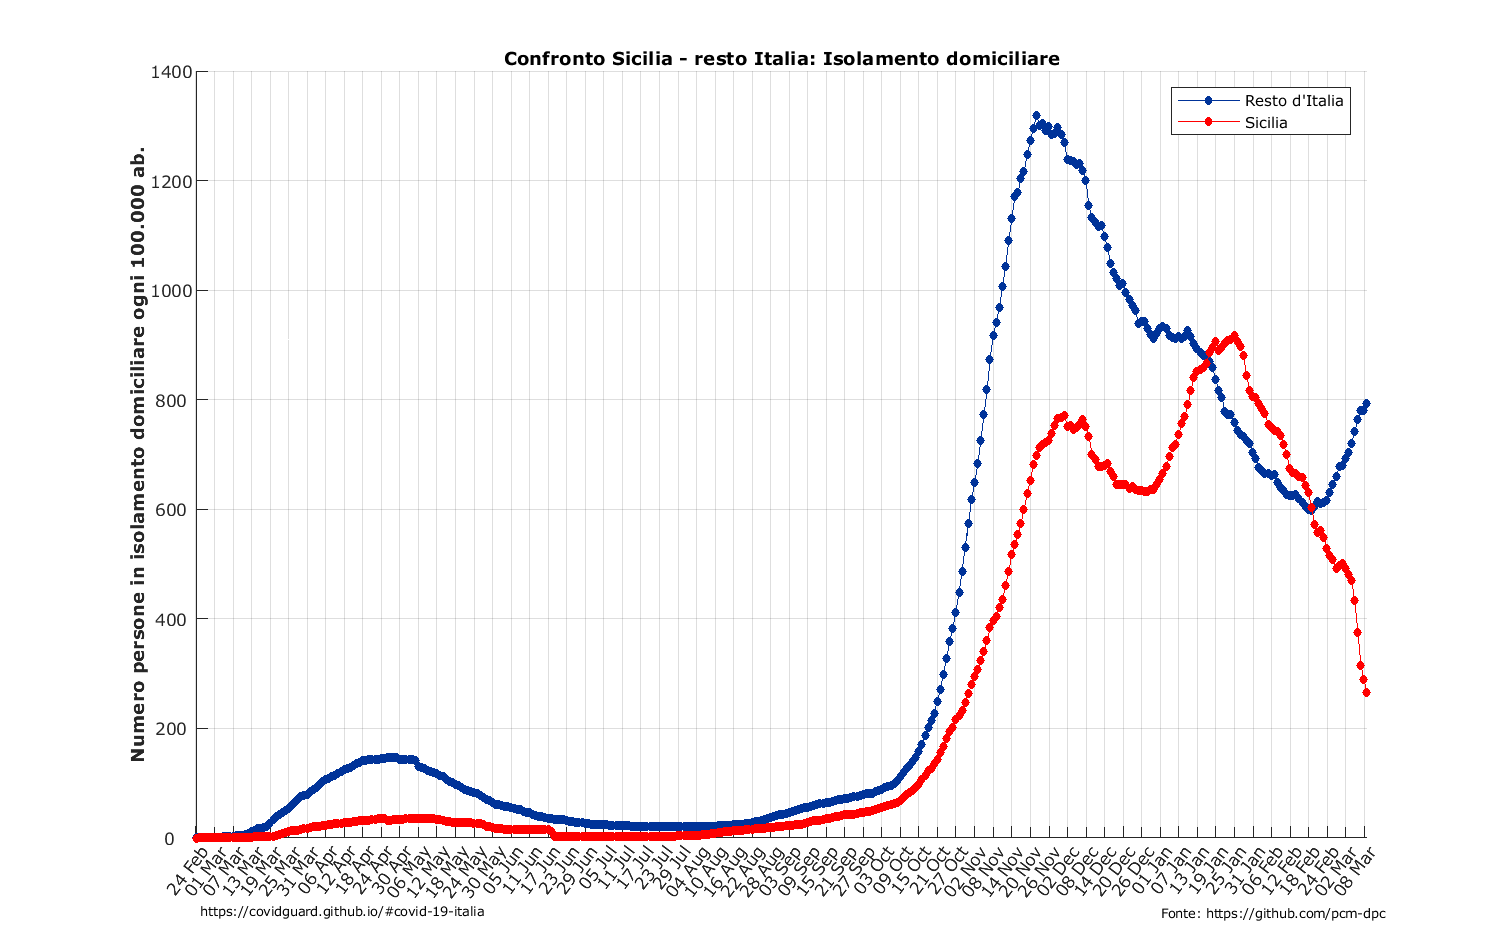 Confronto Sicilia - resto Italia: Isolamento domiciliare
Numero persone in isolamento domiciliare ogni 100.000 ab.
1400
1200
1000
800
600
400
200
0
Resto d'Italia
Sicilia
24 Feb
01 Mar
07 Mar
13 Mar
19 Mar
25 Mar
31 Mar
06 Apr
12 Apr
18 Apr
24 Apr
30 Apr
06 May
12 May
18 May
24 May
30 May
05 Jun
11 Jun
17 Jun
23 Jun
29 Jun
05 Jul
11 Jul
17 Jul
23 Jul
29 Jul
04 Aug
10 Aug
16 Aug
22 Aug
28 Aug
03 Sep
09 Sep
15 Sep
21 Sep
27 Sep
03 Oct
09 Oct
15 Oct
21 Oct
27 Oct
02 Nov
08 Nov
14 Nov
20 Nov
26 Nov
02 Dec
08 Dec
14 Dec
20 Dec
26 Dec
01 Jan
07 Jan
13 Jan
19 Jan
25 Jan
31 Jan
06 Feb
12 Feb
18 Feb
24 Feb
02 Mar
08 Mar
https://covidguard.github.io/#covid-19-italia
Fonte: https://github.com/pcm-dpc